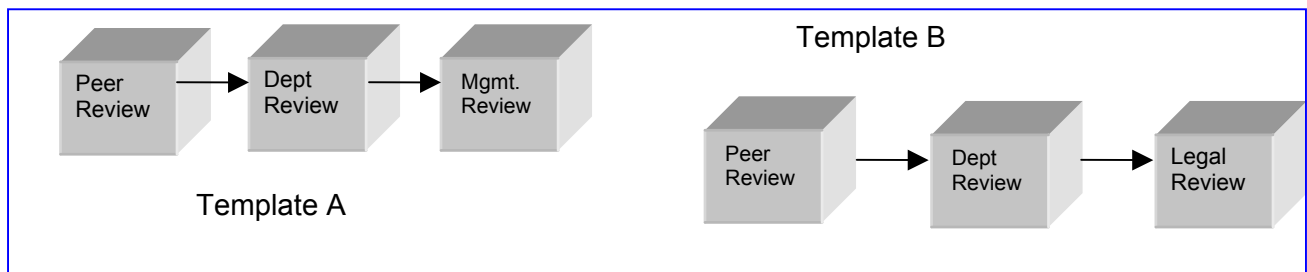 Peer
Review
Dept
Review
Mgmt.
Review
Template A
Template B
Peer
Review
Dept
Review
Legal
Review